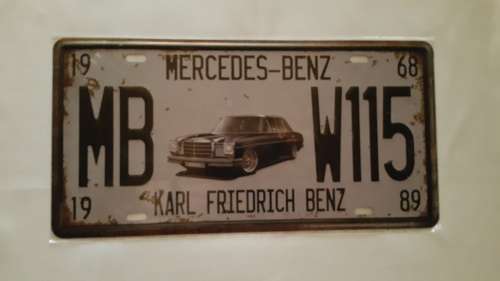 19 MERCEDES-BENZ 68
MB W115
19 KARL FRIEDRICH BENZ 89